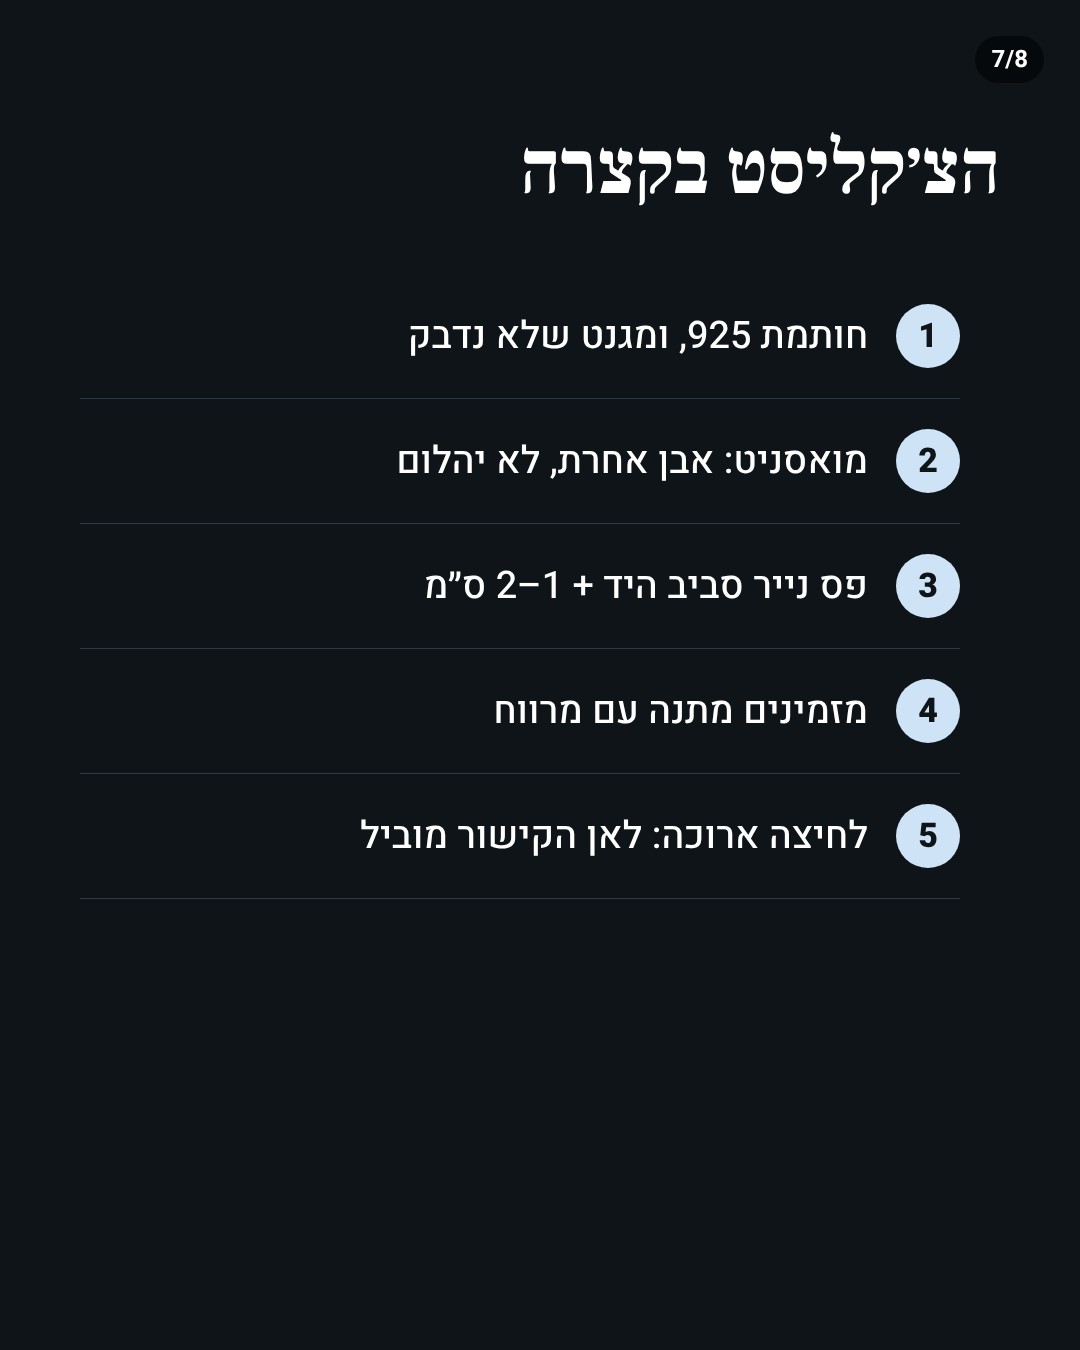 7/8
הצ׳קליסט בקצרה
1 חותמת 925, ומגנט שלא נדבק
2 מואסניט: אבן אחרת, לא יהלום
3 פס נייר סביב היד + 1–2 ס״מ
4 מזמינים מתנה עם מרווח
5 לחיצה ארוכה: לאן הקישור מוביל